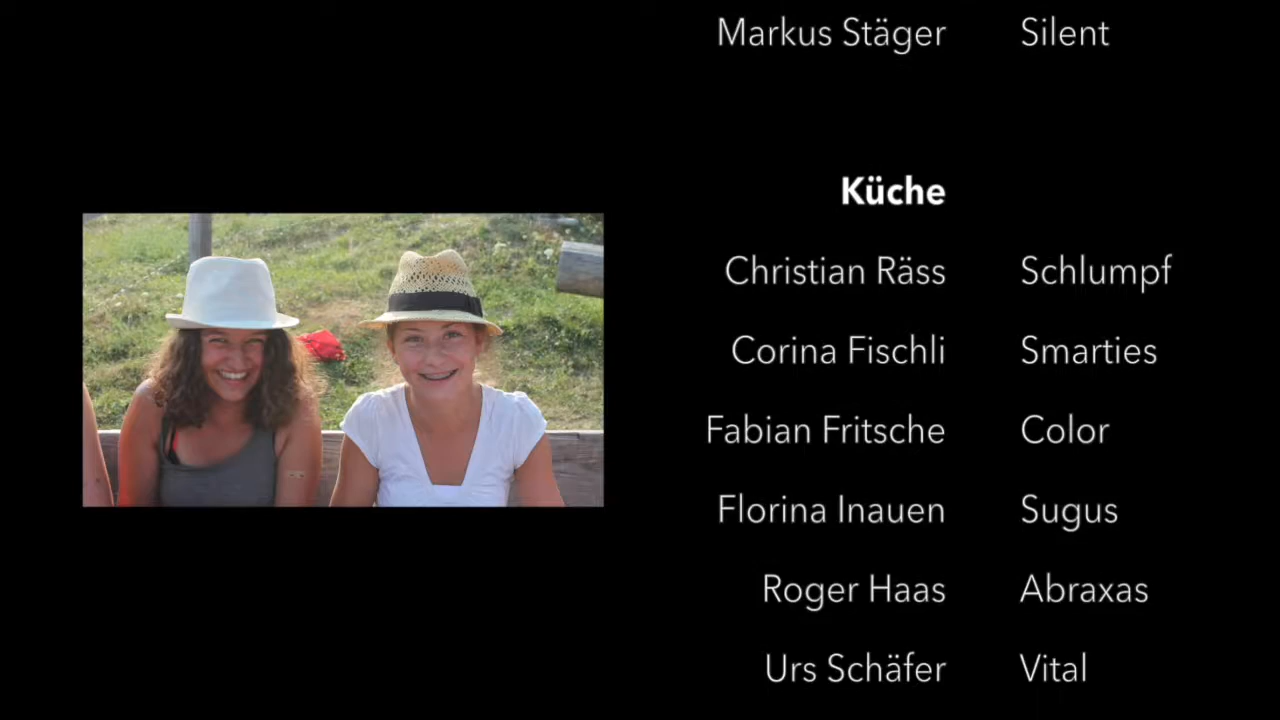 Markus Stäger Silent
Küche
Christian Räss Schlumpf
Corina Fischli Smarties
Fabian Fritsche Color
Florina Inauen Sugus
Roger Haas Abraxas
Urs Schäfer Vital